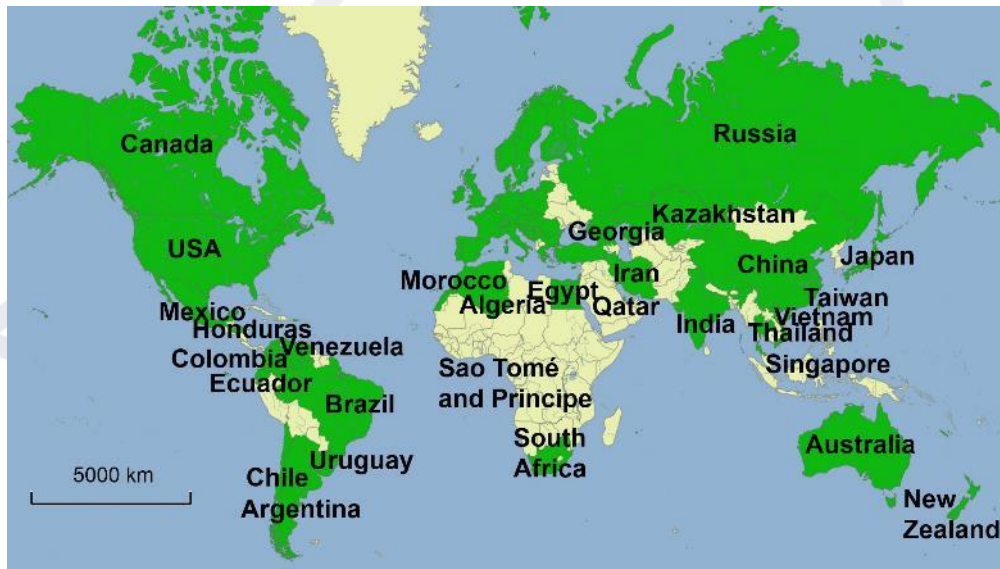 Canada
Russia
USA
Kazakhstan
Georgia
Japan
China
Iran
Morocco
Algeria
Egypt
Qatar
Taiwan
Mexico
Honduras
India
Vietnam
Thailand
Colombia
Venezuela
Singapore
Ecuador
Sao Tomé
and Principe
Brazil
South
Africa
Australia
Uruguay
5000 km
Chile
Argentina
New
Zealand